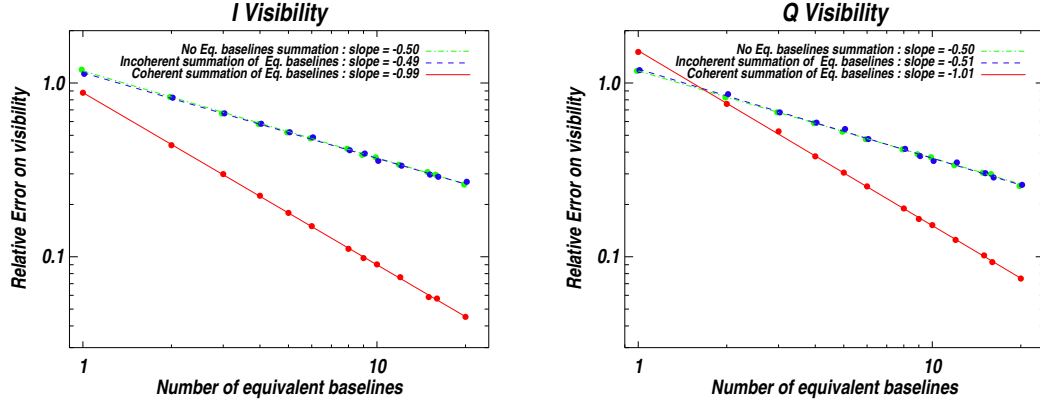 I Visibility
No Eq. baselines summation : slope = -0.50
Incoherent summation of Eq. baselines : slope = -0.49
Coherent summation of Eq. baselines : slope = -0.99
1.0
0.1
Relative Error on visibility
1
10
Number of equivalent baselines
Q Visibility
No Eq. baselines summation : slope = -0.50
Incoherent summation of Eq. baselines : slope = -0.51
Coherent summation of Eq. baselines : slope = -1.01
1.0
0.1
Relative Error on visibility
1
10
Number of equivalent baselines